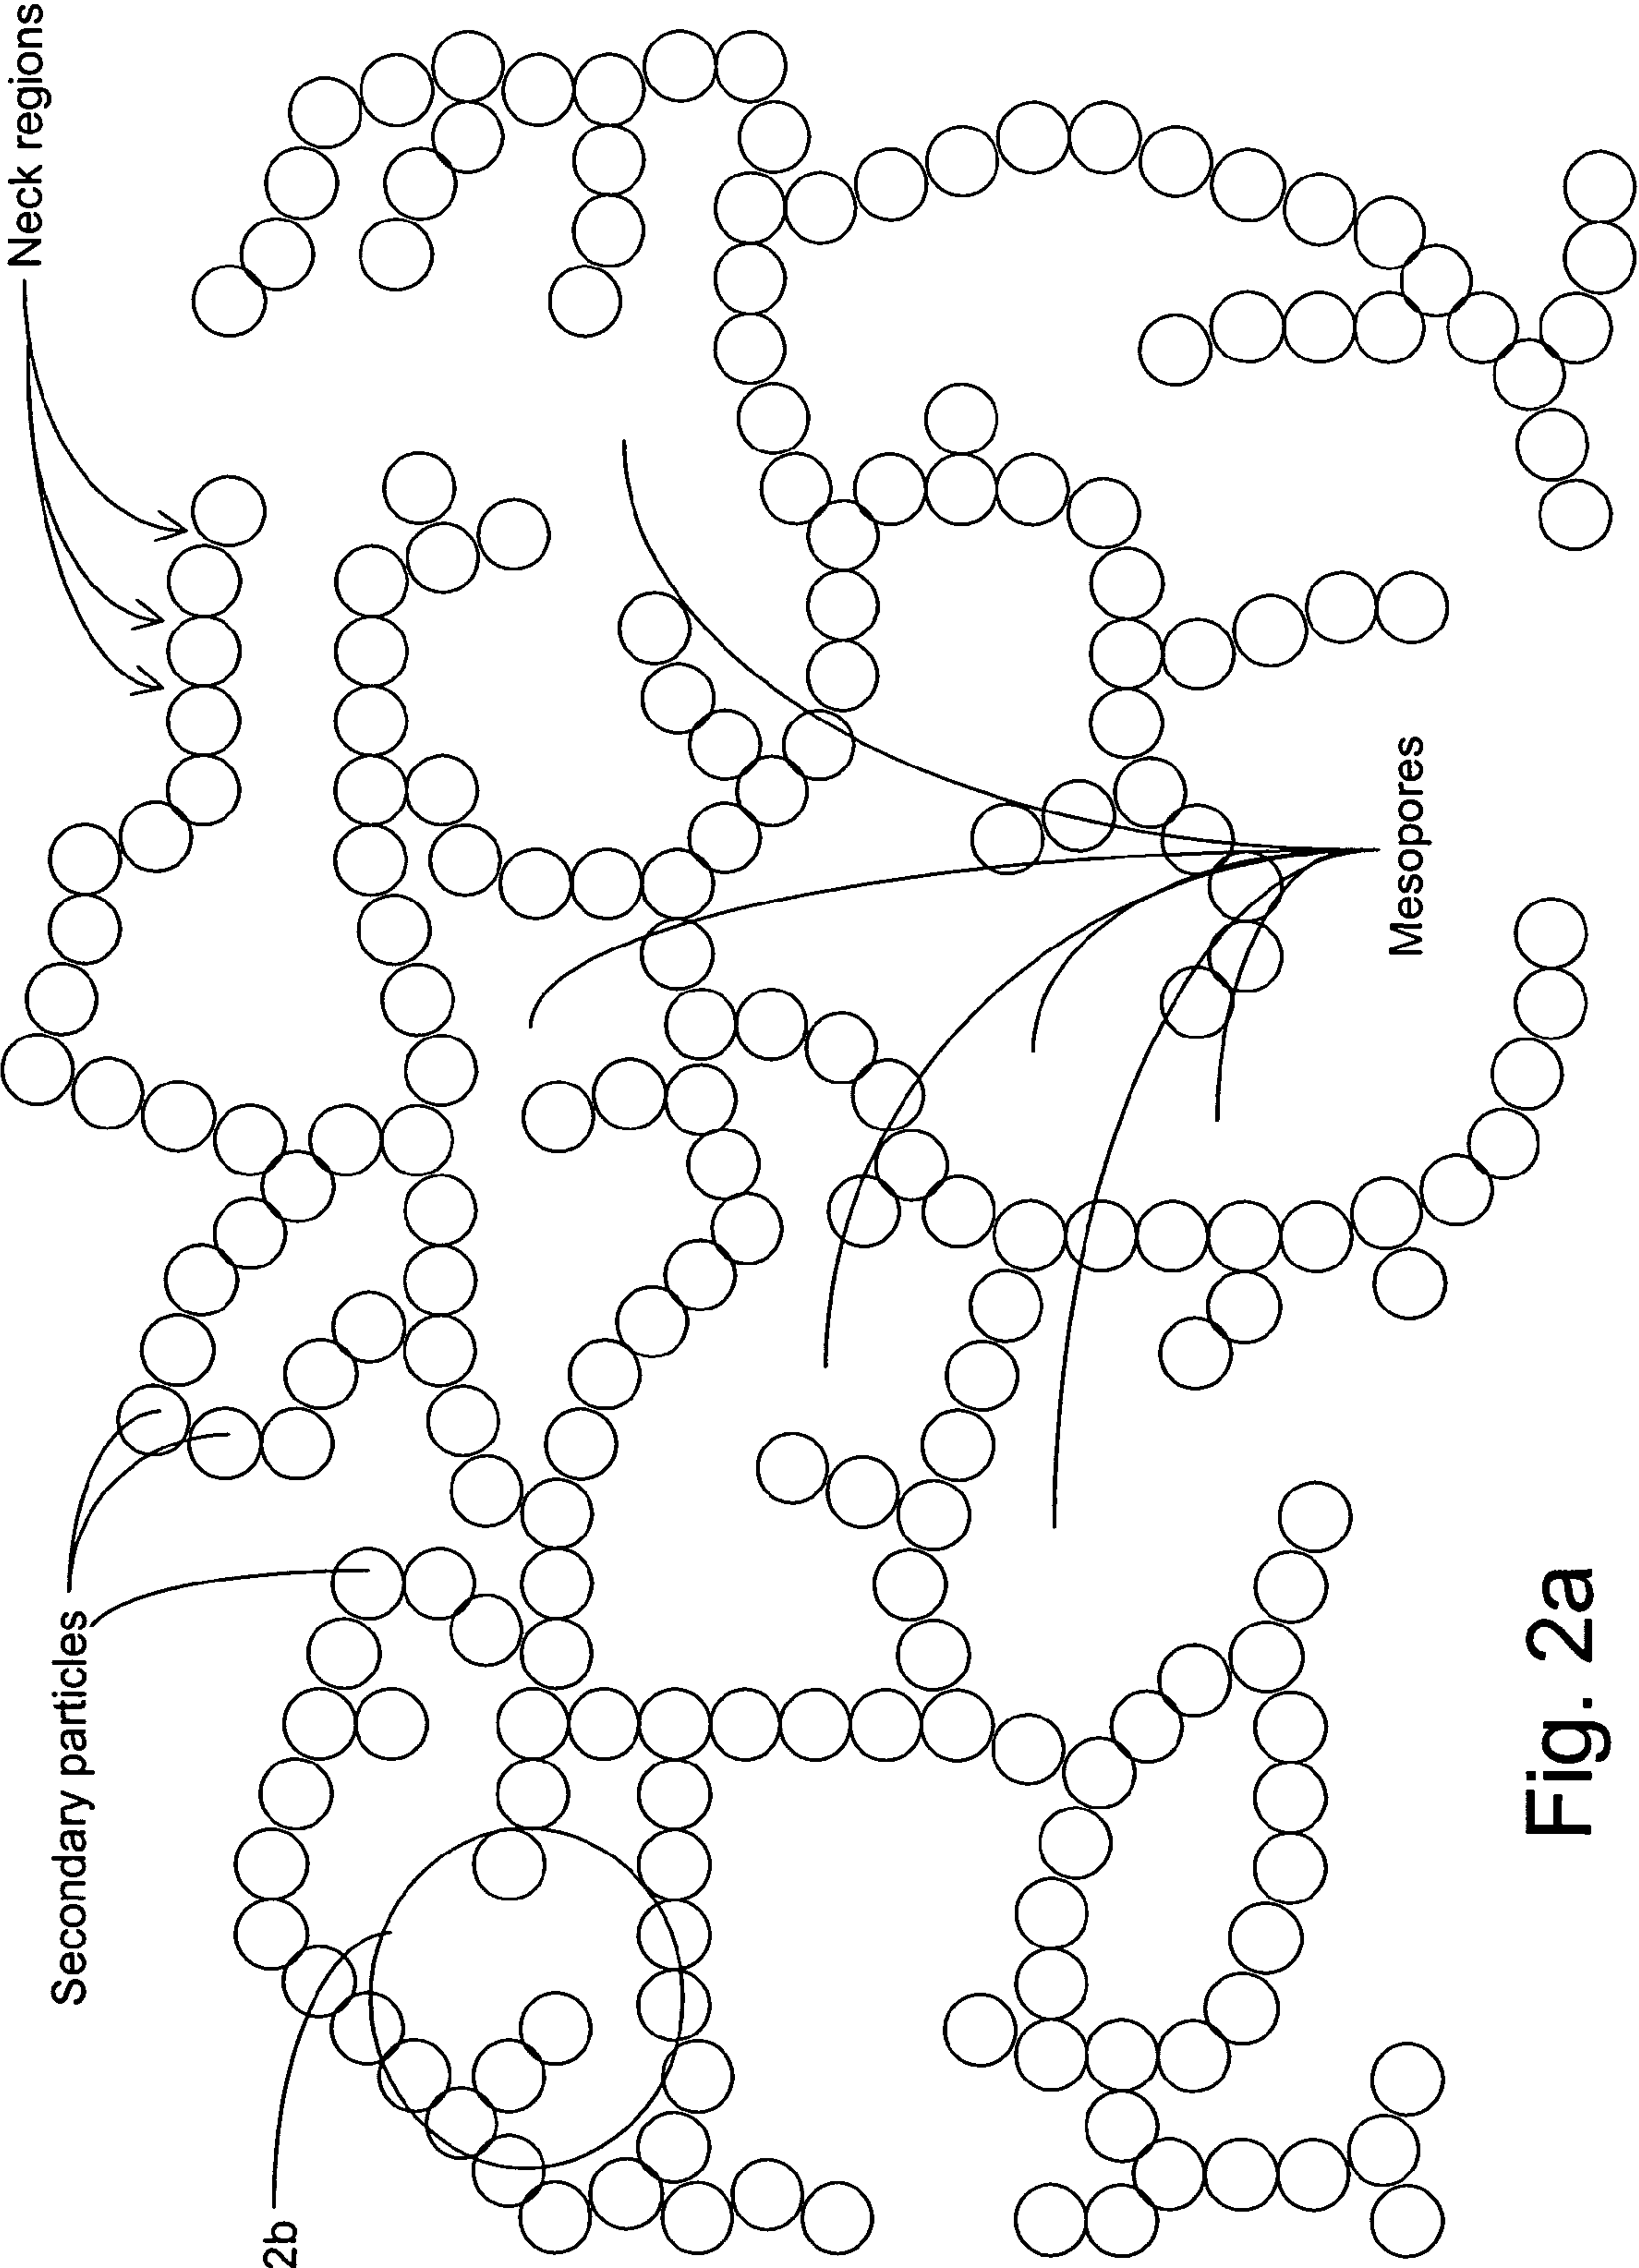 2b
Secondary particles
Neck regions
Mesopores
Fig. 2a